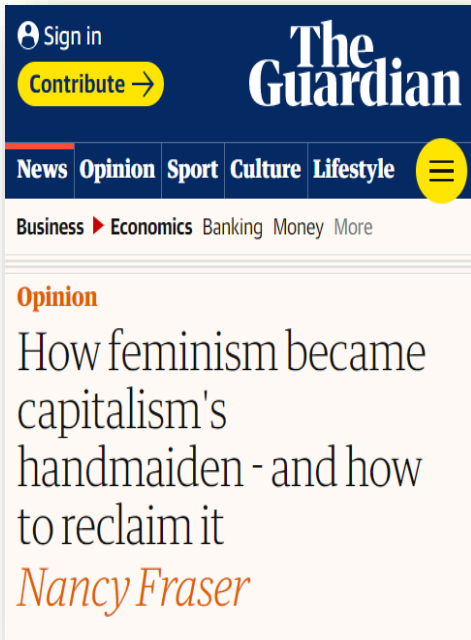 Sign in
The
Contribute →
Guardian
News Opinion Sport Culture Lifestyle
Business Economics Banking Money More
Opinion
How feminism became
capitalism's
handmaiden - and how
to reclaim it
Nancy Fraser